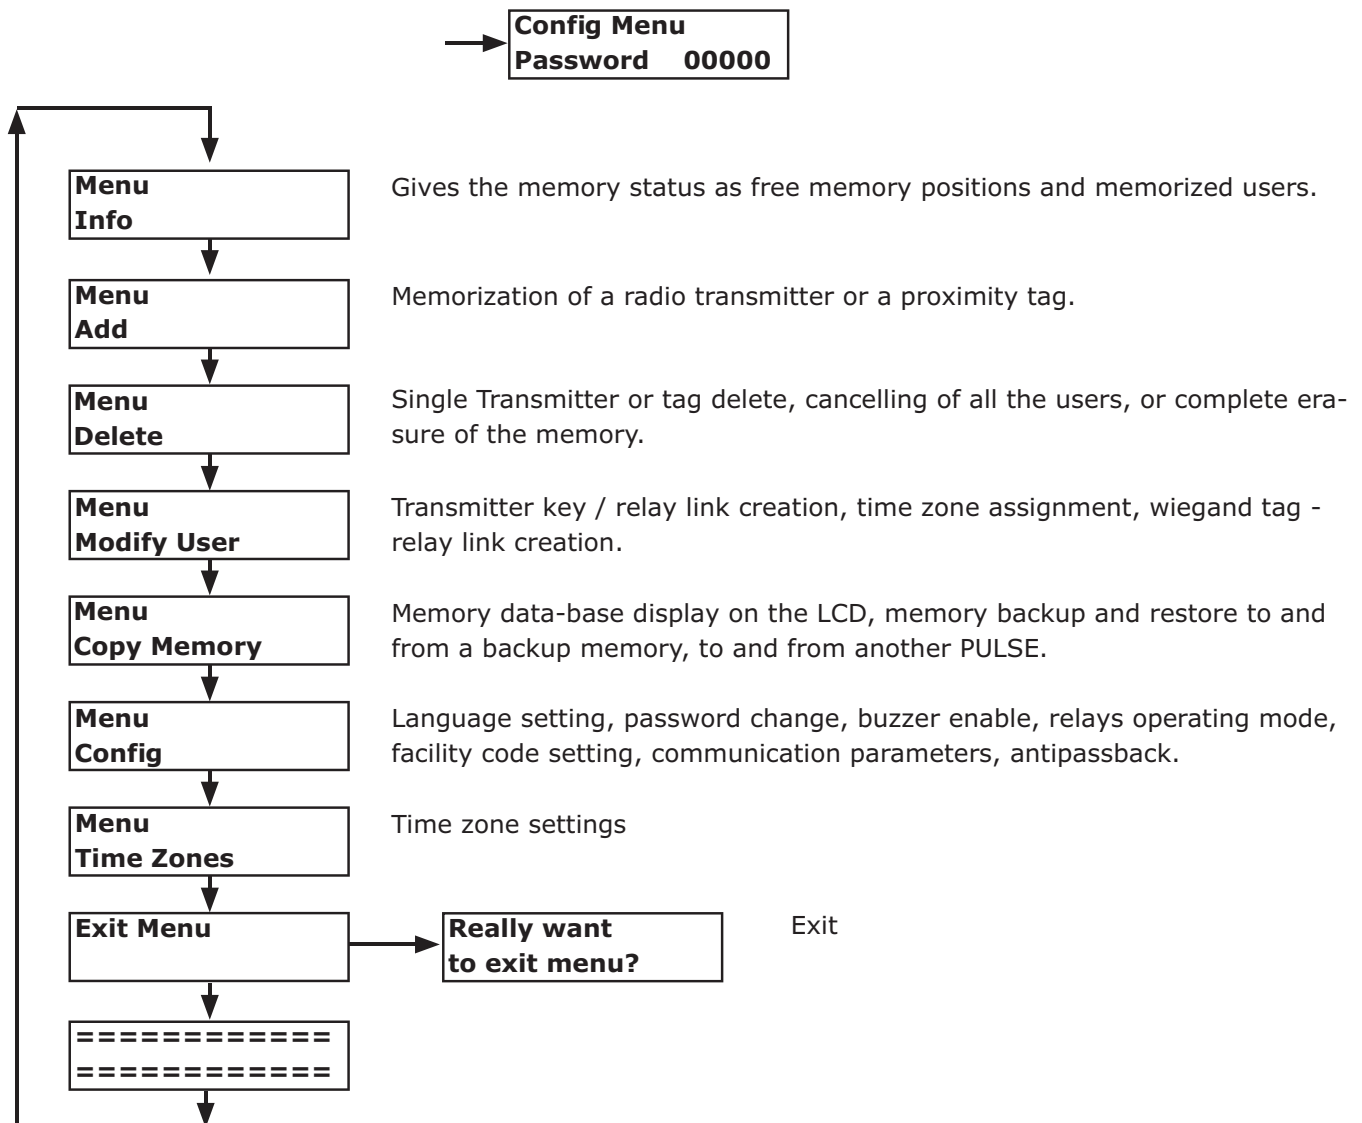 Config Menu
Password 00000
Menu
Info
Gives the memory status as free memory positions and memorized users.
Menu
Add
Memorization of a radio transmitter or a proximity tag.
Menu
Delete
Single Transmitter or tag delete, cancelling of all the users, or complete era-
sure of the memory.
Menu
Modify User
Transmitter key / relay link creation, time zone assignment, wiegand tag -
relay link creation.
Menu
Copy Memory
Memory data-base display on the LCD, memory backup and restore to and
from a backup memory, to and from another PULSE.
Menu
Config
Language setting, password change, buzzer enable, relays operating mode,
facility code setting, communication parameters, antipassback.
Menu
Time Zones
Time zone settings
Exit Menu
Really want
to exit menu?
Exit
============
============